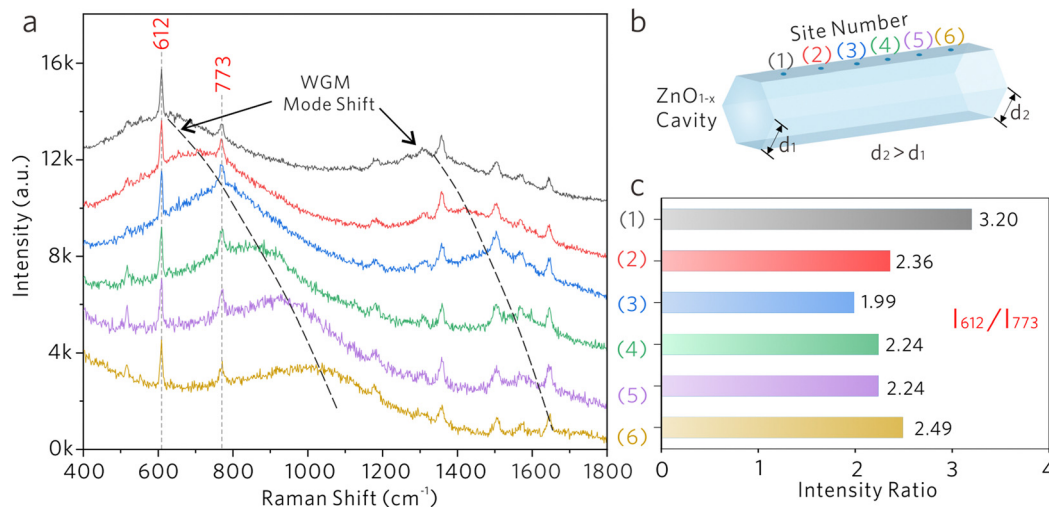 a
612
773
16k
12k
8k
4k
0k
Intensity (a.u.)
WGM
Mode Shift
400 600 800 1000 1200 1400 1600 1800
Raman Shift (cm⁻¹)
b
Site Number
(1) (2) (3) (4) (5) (6)
ZnO₁₋ₓ
Cavity
d₁
d₂
d₂>d₁
c
(1) 3.20
(2) 2.36
(3) 1.99
(4) 2.24
(5) 2.24
(6) 2.49
I₆₁₂/I₇₇₃
0 1 2 3 4
Intensity Ratio